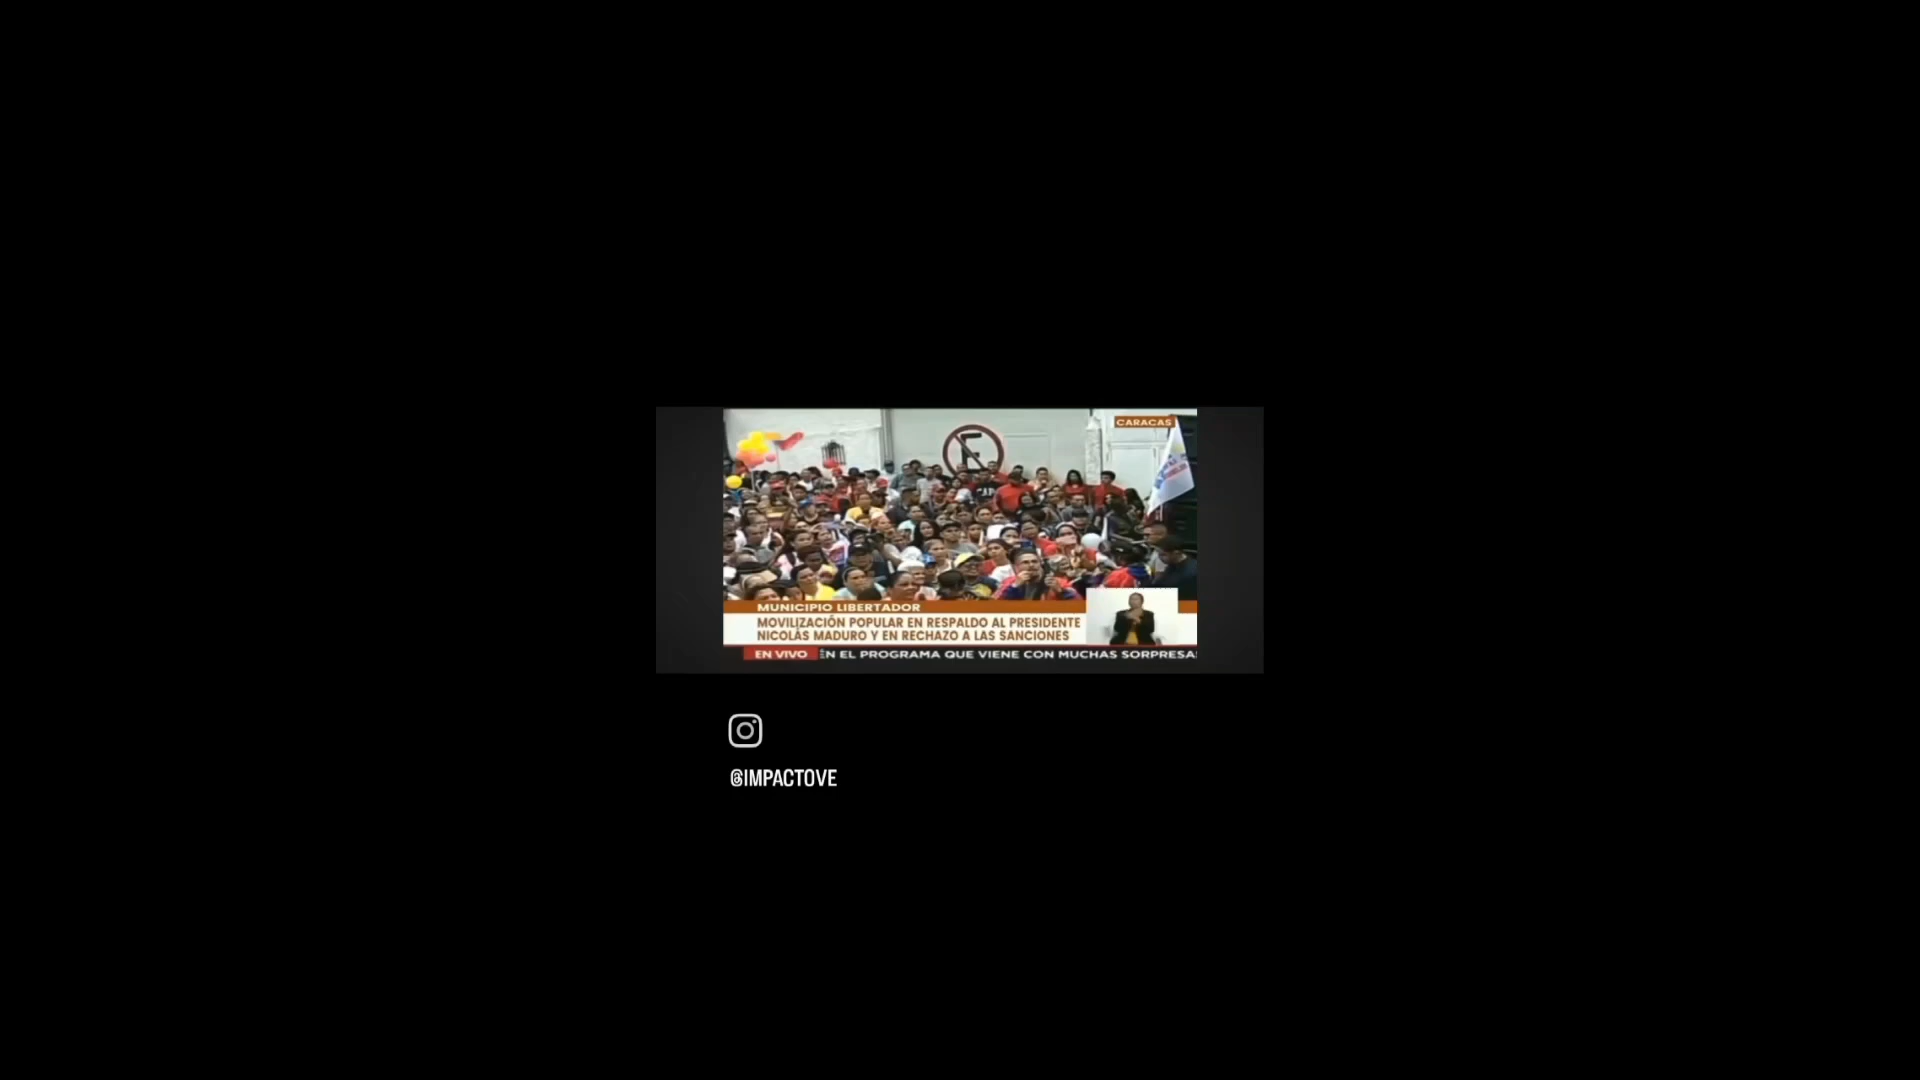 CARACAS
E
MUNICIPIO LIBERTADOR
MOVILIZACIÓN POPULAR EN RESPALDO AL PRESIDENTE
NICOLÁS MADURO Y EN RECHAZO A LAS SANCIONES
EN VIVO
EN EL PROGRAMA QUE VIENE CON MUCHAS SORPRESAS
@IMPACTOVE